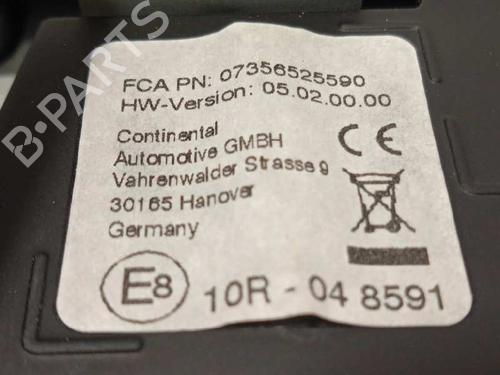 FCA PN: 07356525590
HW-Version: 05.02.00.00
Continental
Automotive GMBH
Vahrenwalder Strasse 9
30165 Hanover
Germany
CE
E8 10R - 04 8591
B-PARTS